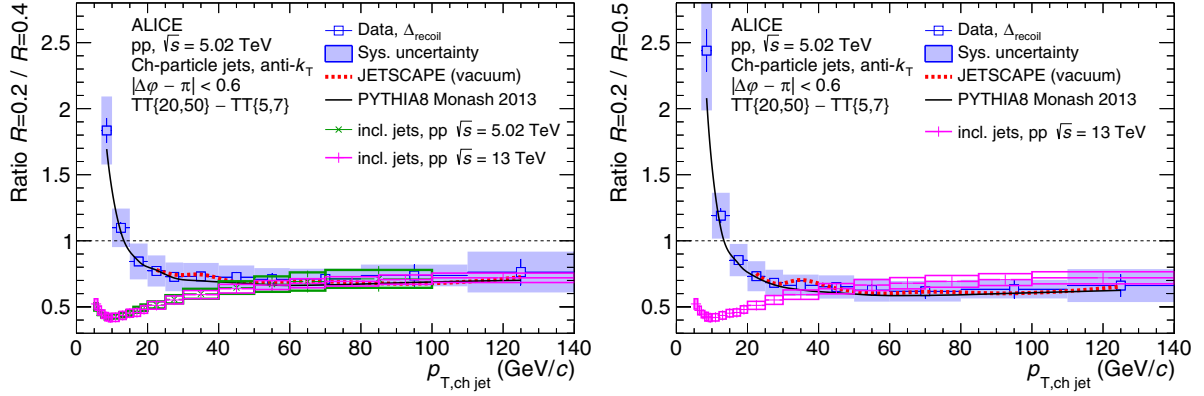 Ratio R=0.2 / R=0.4
2.5
2
1.5
1
0.5
0 20 40 60 80 100 120 140
p_T,ch jet (GeV/c)
ALICE
pp, √s = 5.02 TeV
Ch-particle jets, anti-k_T
|Δφ − π| < 0.6
TT{20,50} − TT{5,7}
Data, Δ_recoil
Sys. uncertainty
JETSCAPE (vacuum)
PYTHIA8 Monash 2013
incl. jets, pp √s = 5.02 TeV
incl. jets, pp √s = 13 TeV
Ratio R=0.2 / R=0.5
2.5
2
1.5
1
0.5
0 20 40 60 80 100 120 140
p_T,ch jet (GeV/c)
ALICE
pp, √s = 5.02 TeV
Ch-particle jets, anti-k_T
|Δφ − π| < 0.6
TT{20,50} − TT{5,7}
Data, Δ_recoil
Sys. uncertainty
JETSCAPE (vacuum)
PYTHIA8 Monash 2013
incl. jets, pp √s = 13 TeV